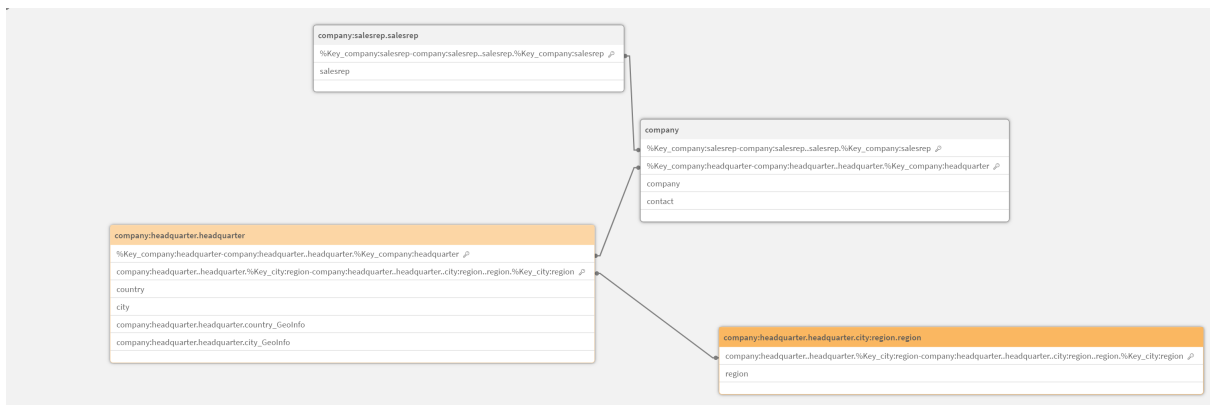 company:salesrep.salesrep
%Key_company:salesrep-company:salesrep..salesrep.%Key_company:salesrep
salesrep
company
%Key_company:salesrep-company:salesrep..salesrep.%Key_company:salesrep
%Key_company:headquarter-company:headquarter..headquarter.%Key_company:headquarter
company
contact
company:headquarter.headquarter
%Key_company:headquarter-company:headquarter..headquarter.%Key_company:headquarter
company:headquarter..headquarter.%Key_city:region-company:headquarter..headquarter..city:region..region.%Key_city:region
country
city
company:headquarter.headquarter.country_GeoInfo
company:headquarter.headquarter.city_GeoInfo
company:headquarter.headquarter.city:region.region
company:headquarter..headquarter.%Key_city:region-company:headquarter..headquarter..city:region..region.%Key_city:region
region